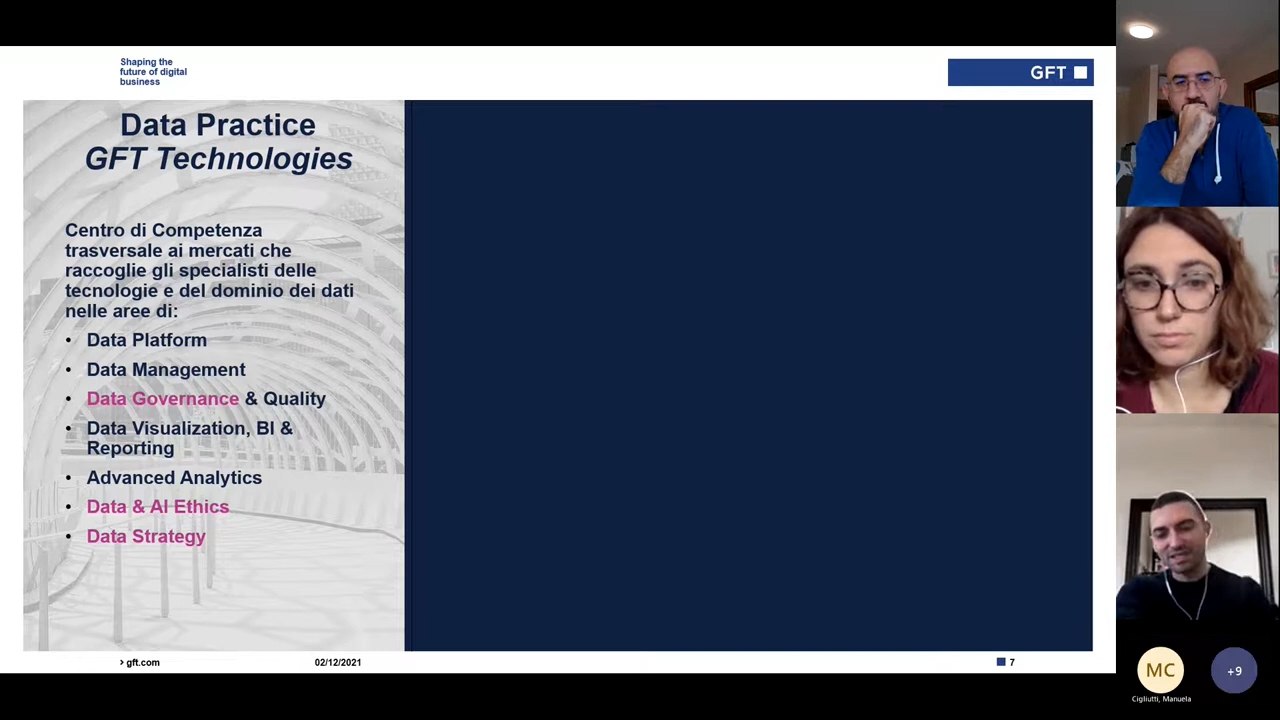 Shaping the
future of digital
business
GFT
Data Practice
GFT Technologies
Centro di Competenza
trasversale ai mercati che
raccoglie gli specialisti delle
tecnologie e del dominio dei dati
nelle aree di:
• Data Platform
• Data Management
• Data Governance & Quality
• Data Visualization, BI &
Reporting
• Advanced Analytics
• Data & AI Ethics
• Data Strategy
> gft.com
02/12/2021
7
MC
+9
Cigliutti, Manuela